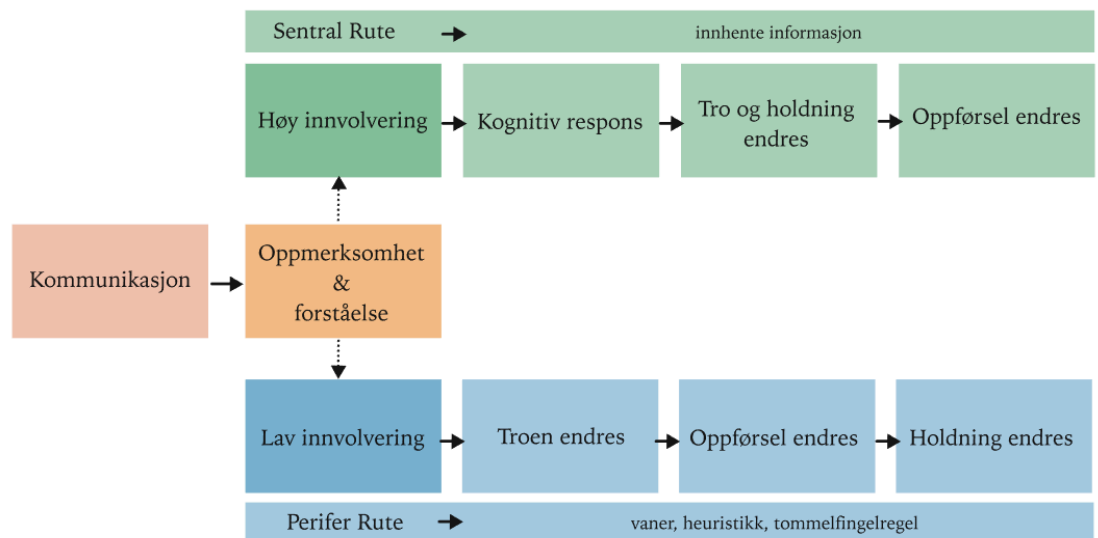 Sentral Rute
innhente informasjon
Høy innvolvering
Kognitiv respons
Tro og holdning
endres
Oppførsel endres
Kommunikasjon
Oppmerksomhet
&
forståelse
Lav innvolvering
Troen endres
Oppførsel endres
Holdning endres
Perifer Rute
vaner, heuristikk, tommelfingelregel